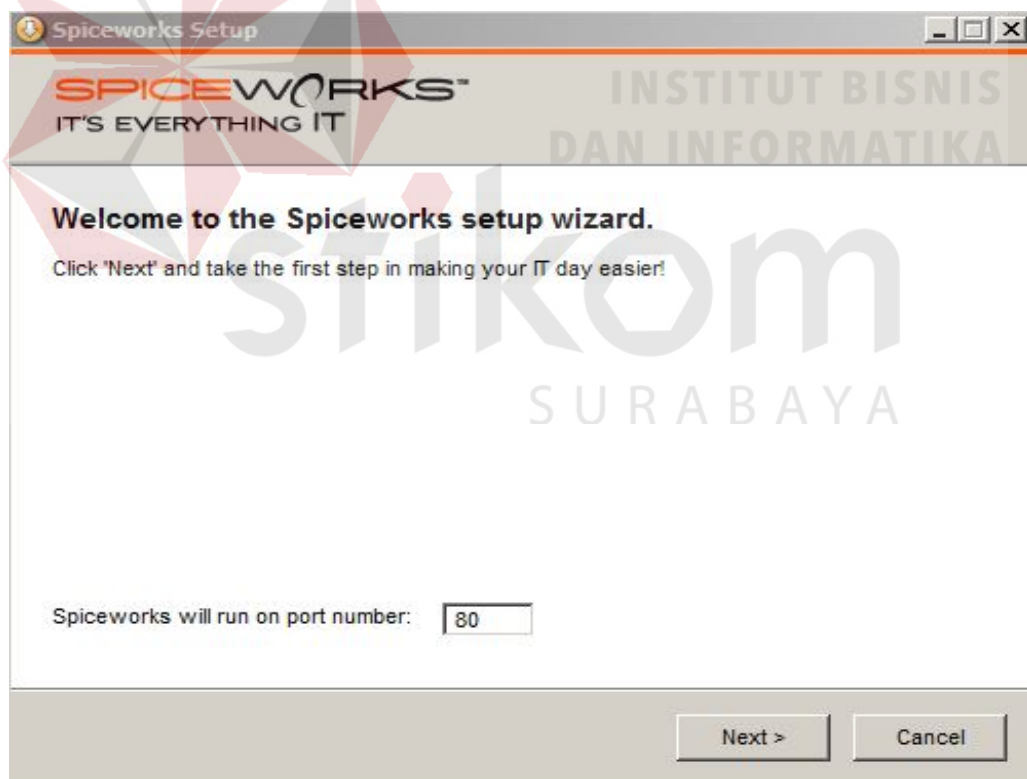 Spiceworks Setup
SPICEWORKS™
IT'S EVERYTHING IT
INSTITUT BISNIS
DAN INFORMATIKA
Welcome to the Spiceworks setup wizard.
Click 'Next' and take the first step in making your IT day easier!
stikom
SURABAYA
Spiceworks will run on port number: 80
Next >
Cancel